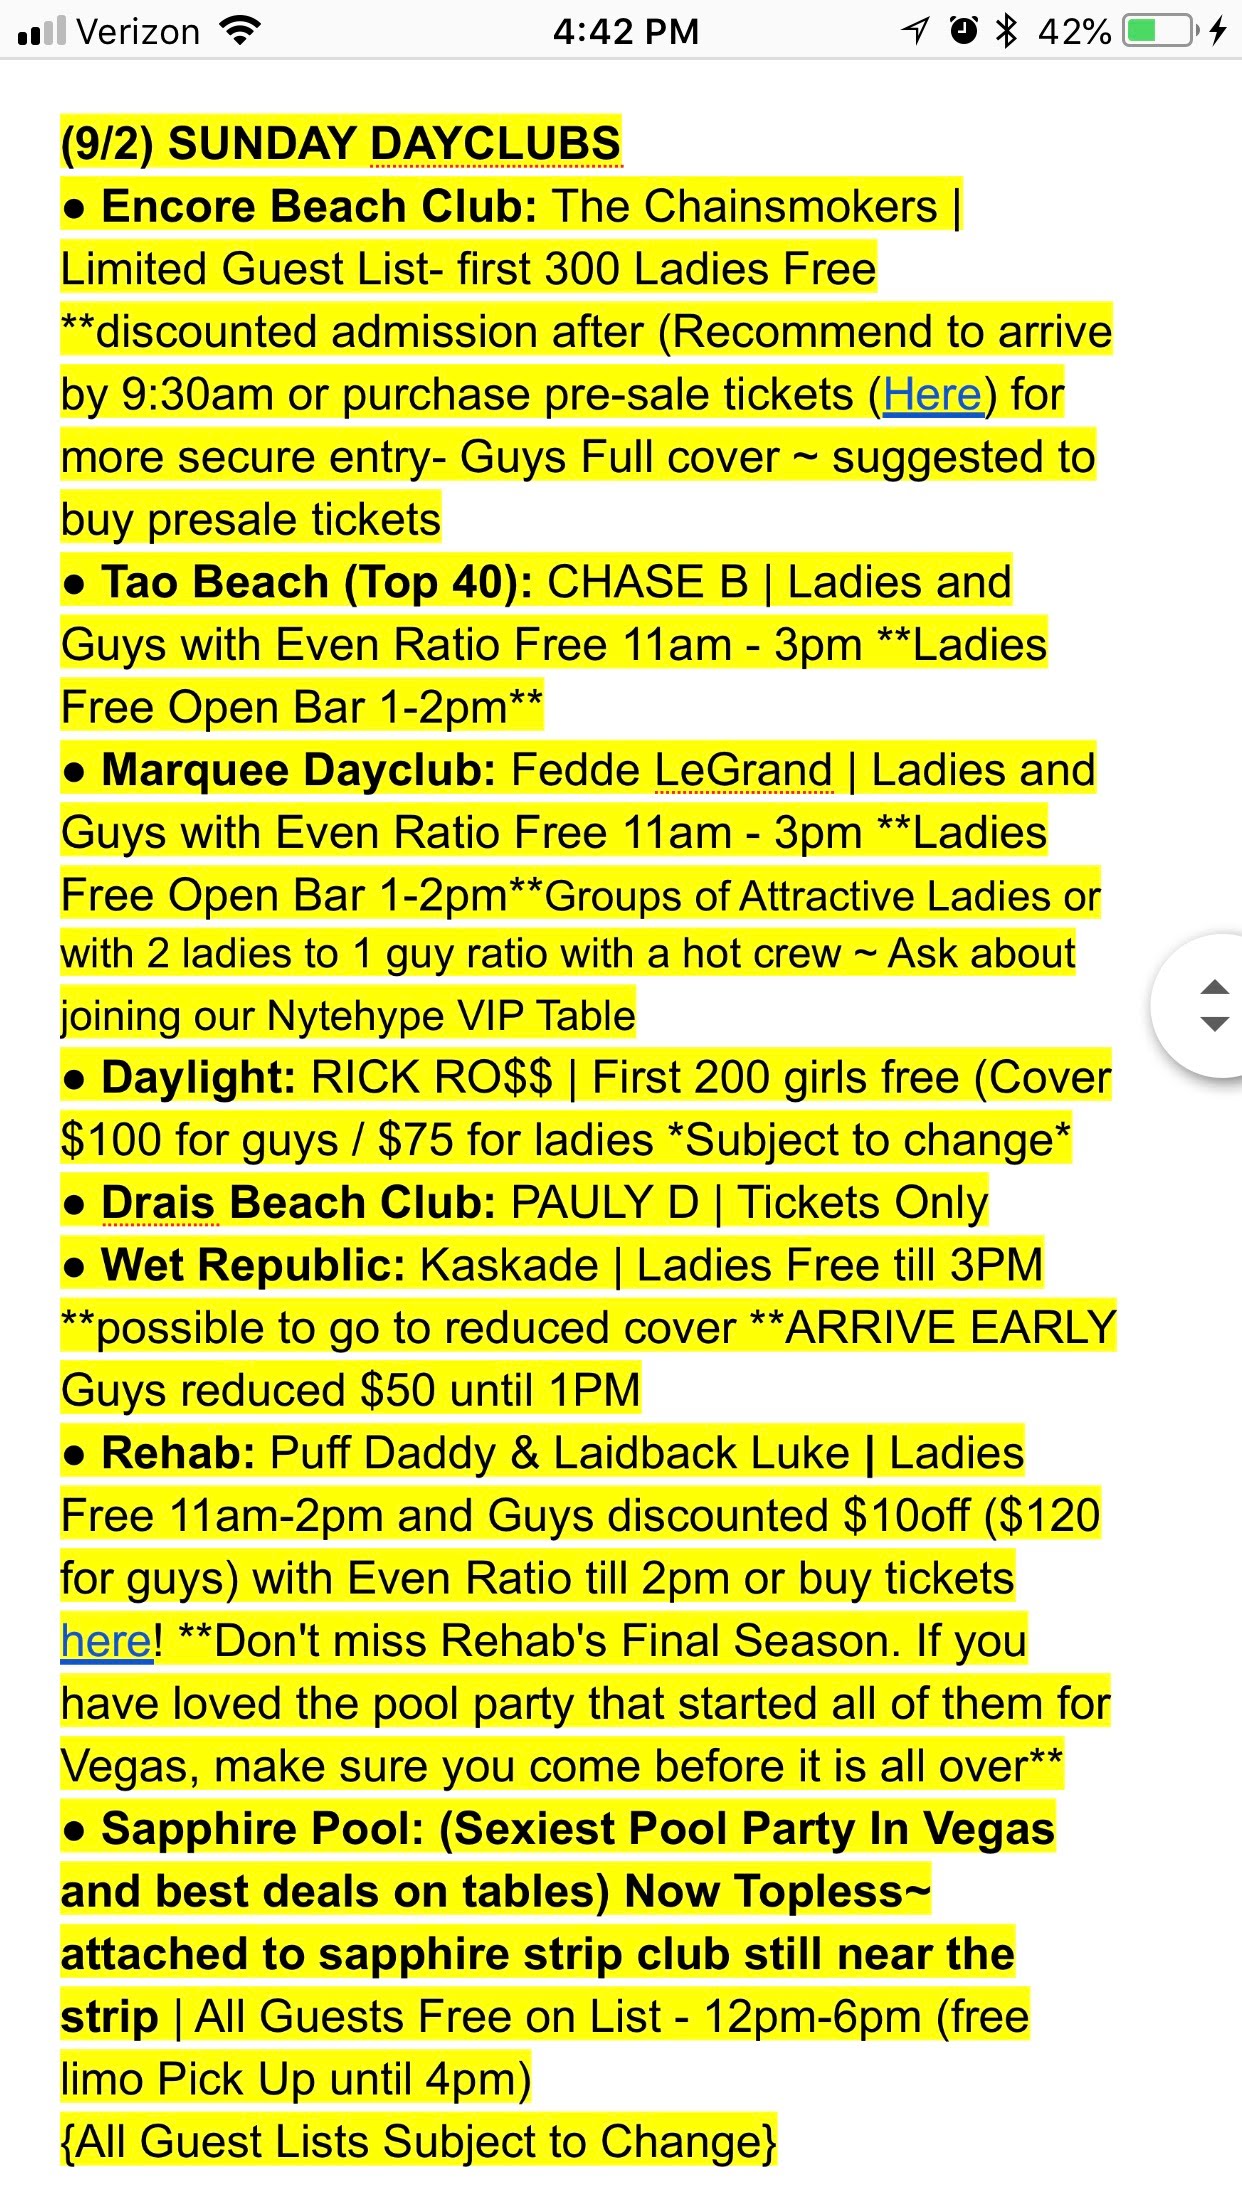 Verizon 4:42 PM 42%
(9/2) SUNDAY DAYCLUBS
● Encore Beach Club: The Chainsmokers |
Limited Guest List- first 300 Ladies Free
**discounted admission after (Recommend to arrive
by 9:30am or purchase pre-sale tickets (Here) for
more secure entry- Guys Full cover ~ suggested to
buy presale tickets
● Tao Beach (Top 40): CHASE B | Ladies and
Guys with Even Ratio Free 11am - 3pm **Ladies
Free Open Bar 1-2pm**
● Marquee Dayclub: Fedde LeGrand | Ladies and
Guys with Even Ratio Free 11am - 3pm **Ladies
Free Open Bar 1-2pm**Groups of Attractive Ladies or
with 2 ladies to 1 guy ratio with a hot crew ~ Ask about
joining our Nytehype VIP Table
● Daylight: RICK RO$$ | First 200 girls free (Cover
$100 for guys / $75 for ladies *Subject to change*
● Drais Beach Club: PAULY D | Tickets Only
● Wet Republic: Kaskade | Ladies Free till 3PM
**possible to go to reduced cover **ARRIVE EARLY
Guys reduced $50 until 1PM
● Rehab: Puff Daddy & Laidback Luke | Ladies
Free 11am-2pm and Guys discounted $10off ($120
for guys) with Even Ratio till 2pm or buy tickets
here! **Don't miss Rehab's Final Season. If you
have loved the pool party that started all of them for
Vegas, make sure you come before it is all over**
● Sapphire Pool: (Sexiest Pool Party In Vegas
and best deals on tables) Now Topless~
attached to sapphire strip club still near the
strip | All Guests Free on List - 12pm-6pm (free
limo Pick Up until 4pm)
{All Guest Lists Subject to Change}